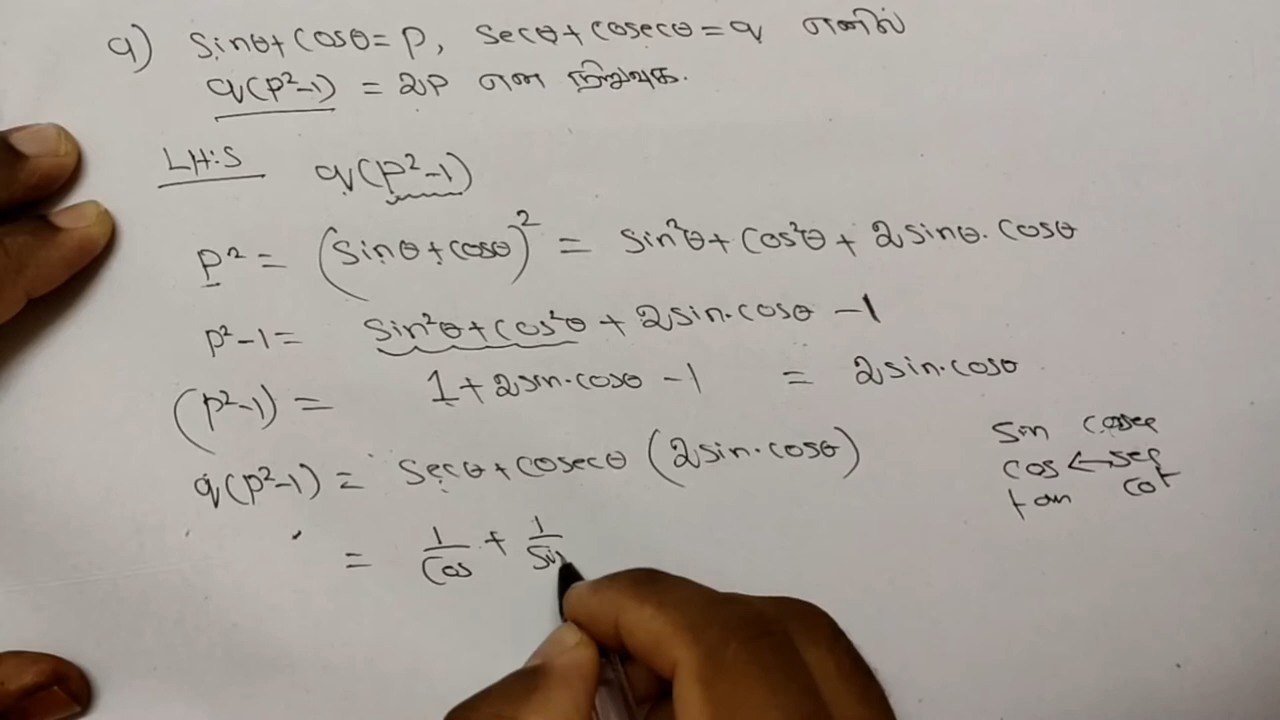 9) sinθ+cosθ=p, secθ+cosecθ=q எனில்
q(p²-1) = 2p என நிறுவுக.
LHS q(p²-1)
p² = (sinθ+cosθ)² = sin²θ+cos²θ+2sinθ.cosθ
p²-1= sin²θ+cos²θ+2sin.cosθ-1
(p²-1)= 1+2sin.cosθ-1 = 2sin.cosθ
q(p²-1)= secθ+cosecθ (2sin.cosθ)
= 1/cos + 1/sin
sin cosec
cos ↔ sec
tan cot